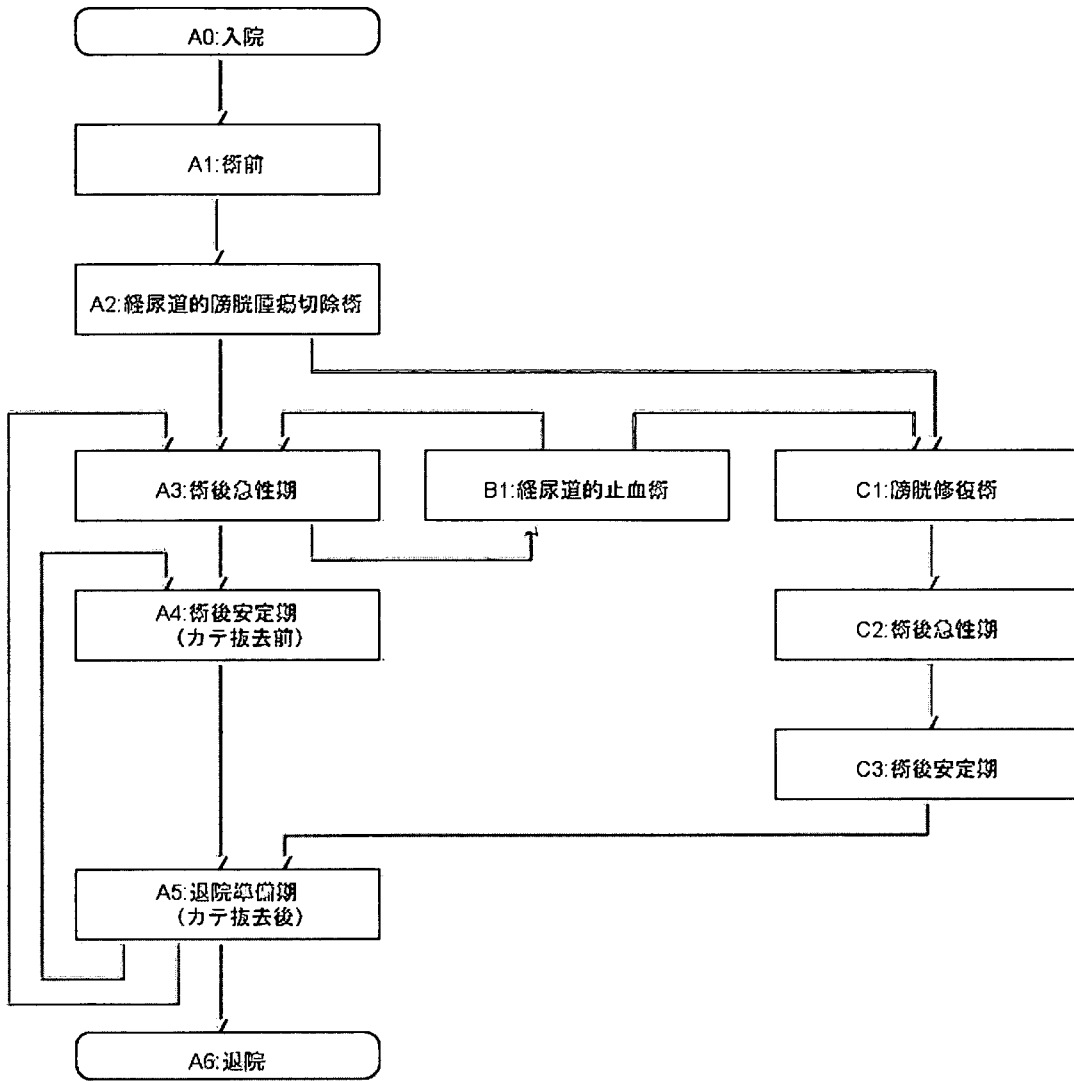 A0:入院
A1:術前
A2:経尿道的膀胱腫瘍切除術
A3:術後急性期
B1:経尿道的止血術
C1:膀胱修復術
A4:術後安定期
(カテ抜去前)
C2:術後急性期
C3:術後安定期
A5:退院準備期
(カテ抜去後)
A6:退院